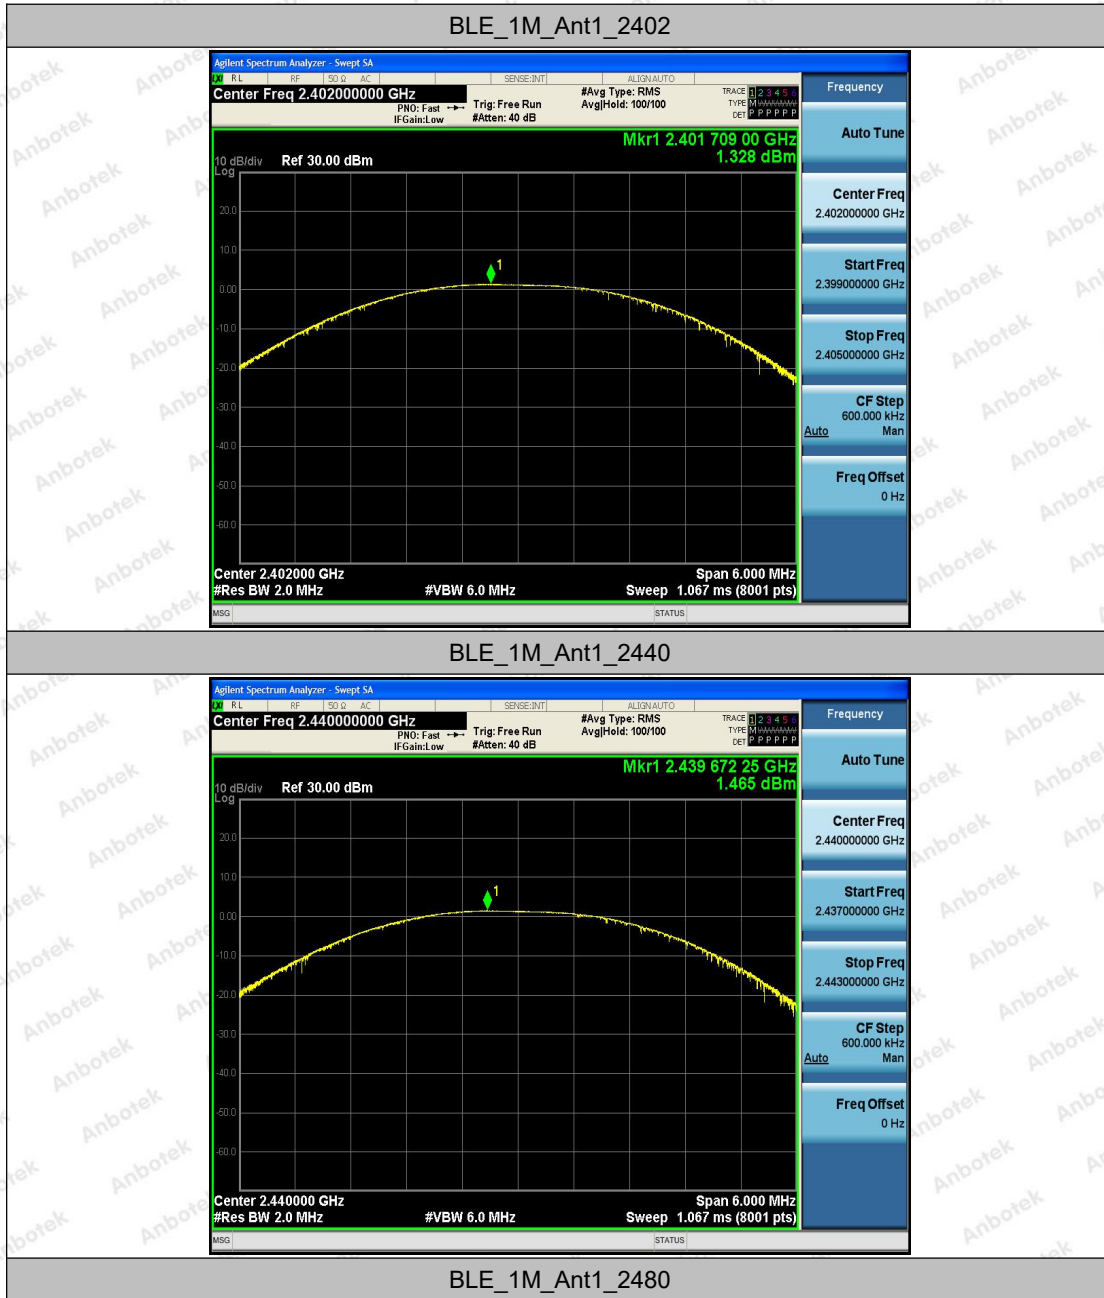 BLE_1M_Ant1_2402
Agilent Spectrum Analyzer - Swept SA
RL RF 50 Ω AC SENSE:INT ALIGNAUTO
Center Freq 2.402000000 GHz
PNO: Fast
IFGain:Low
Trig: Free Run
#Atten: 40 dB
#Avg Type: RMS
Avg|Hold: 100/100
TRACE 1 2 3 4 5 6
TYPE M
DET P P P P P P
Mkr1 2.401 709 00 GHz
1.328 dBm
10 dB/div Ref 30.00 dBm
Log
20.0
10.0
0.00
-10.0
-20.0
-30.0
-40.0
-50.0
-60.0
1
Center 2.402000 GHz Span 6.000 MHz
#Res BW 2.0 MHz #VBW 6.0 MHz Sweep 1.067 ms (8001 pts)
MSG STATUS
Frequency
Auto Tune
Center Freq
2.402000000 GHz
Start Freq
2.399000000 GHz
Stop Freq
2.405000000 GHz
CF Step
600.000 kHz
Auto Man
Freq Offset
0 Hz
BLE_1M_Ant1_2440
Agilent Spectrum Analyzer - Swept SA
RL RF 50 Ω AC SENSE:INT ALIGNAUTO
Center Freq 2.440000000 GHz
PNO: Fast
IFGain:Low
Trig: Free Run
#Atten: 40 dB
#Avg Type: RMS
Avg|Hold: 100/100
TRACE 1 2 3 4 5 6
TYPE M
DET P P P P P P
Mkr1 2.439 672 25 GHz
1.465 dBm
10 dB/div Ref 30.00 dBm
Log
20.0
10.0
0.00
-10.0
-20.0
-30.0
-40.0
-50.0
-60.0
1
Center 2.440000 GHz Span 6.000 MHz
#Res BW 2.0 MHz #VBW 6.0 MHz Sweep 1.067 ms (8001 pts)
MSG STATUS
Frequency
Auto Tune
Center Freq
2.440000000 GHz
Start Freq
2.437000000 GHz
Stop Freq
2.443000000 GHz
CF Step
600.000 kHz
Auto Man
Freq Offset
0 Hz
BLE_1M_Ant1_2480
Anbotek